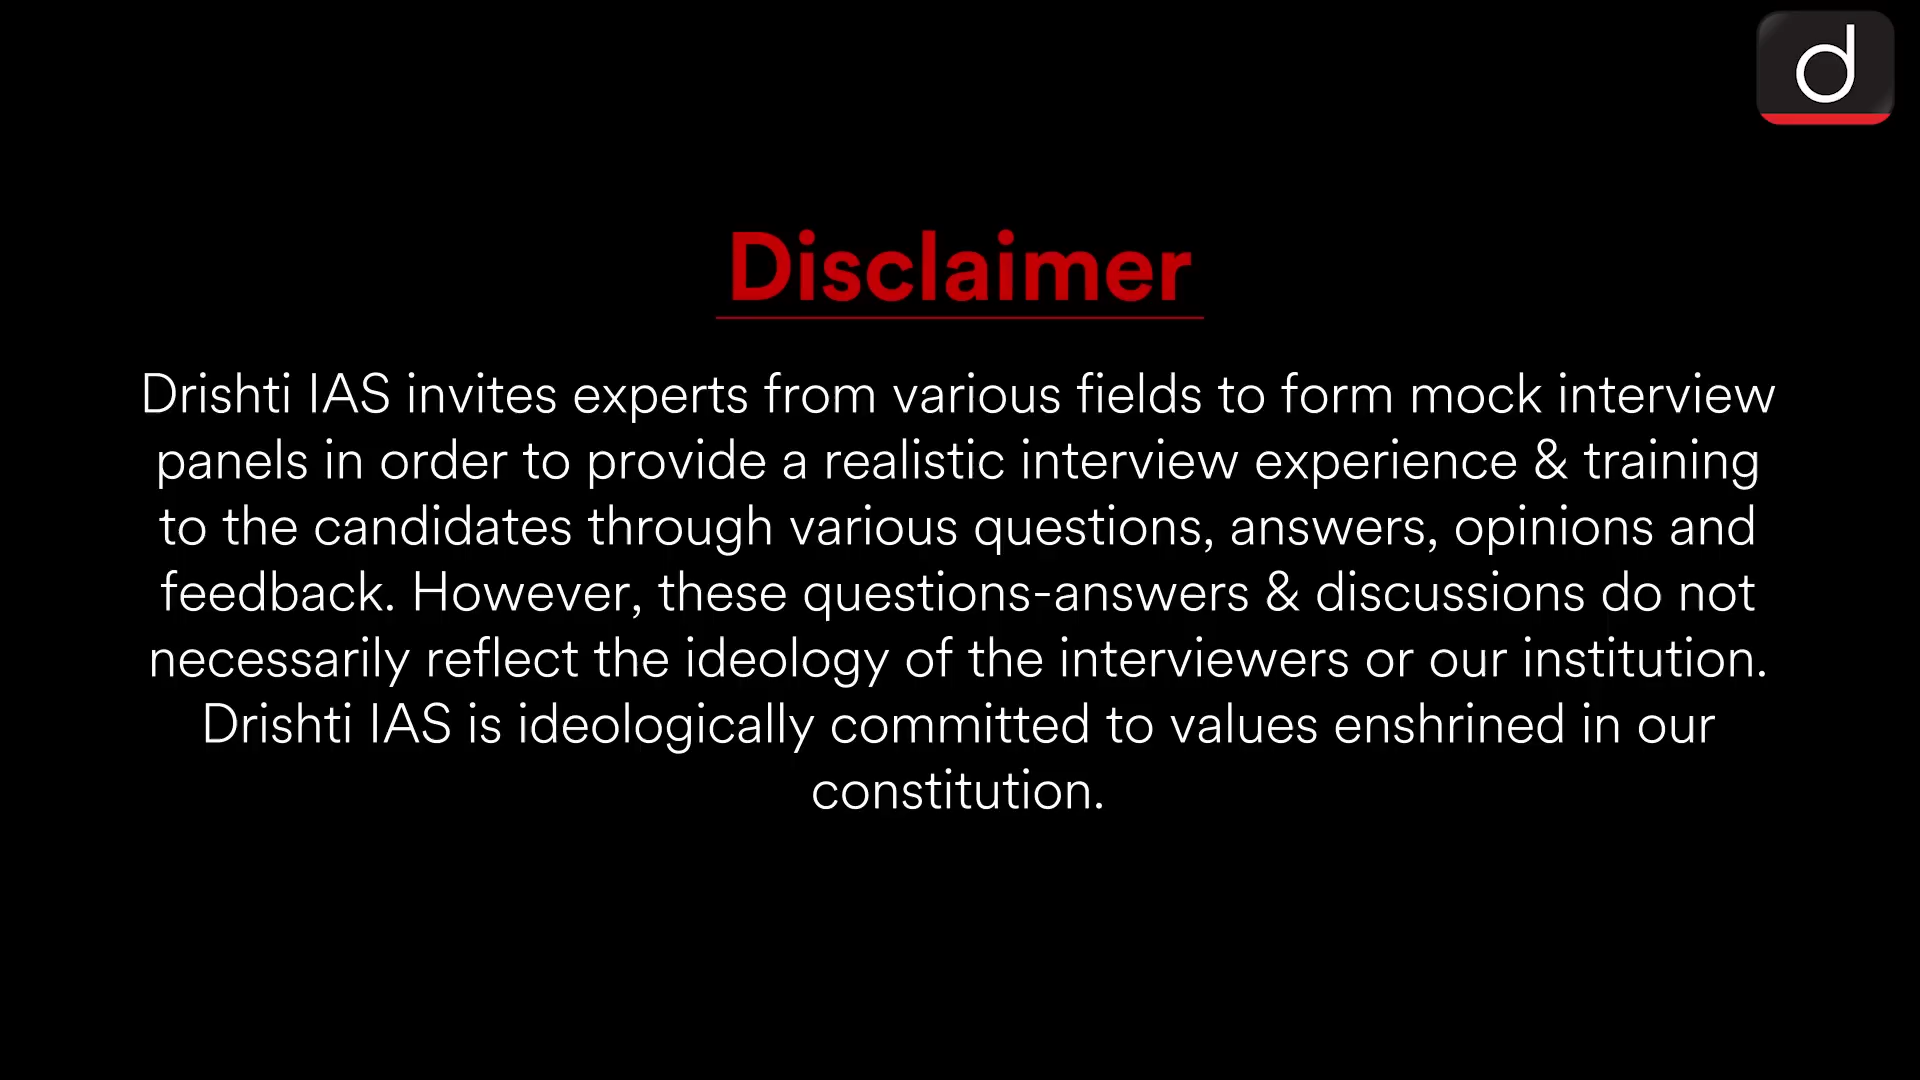 d
Disclaimer
Drishti IAS invites experts from various fields to form mock interview
panels in order to provide a realistic interview experience & training
to the candidates through various questions, answers, opinions and
feedback. However, these questions-answers & discussions do not
necessarily reflect the ideology of the interviewers or our institution.
Drishti IAS is ideologically committed to values enshrined in our
constitution.